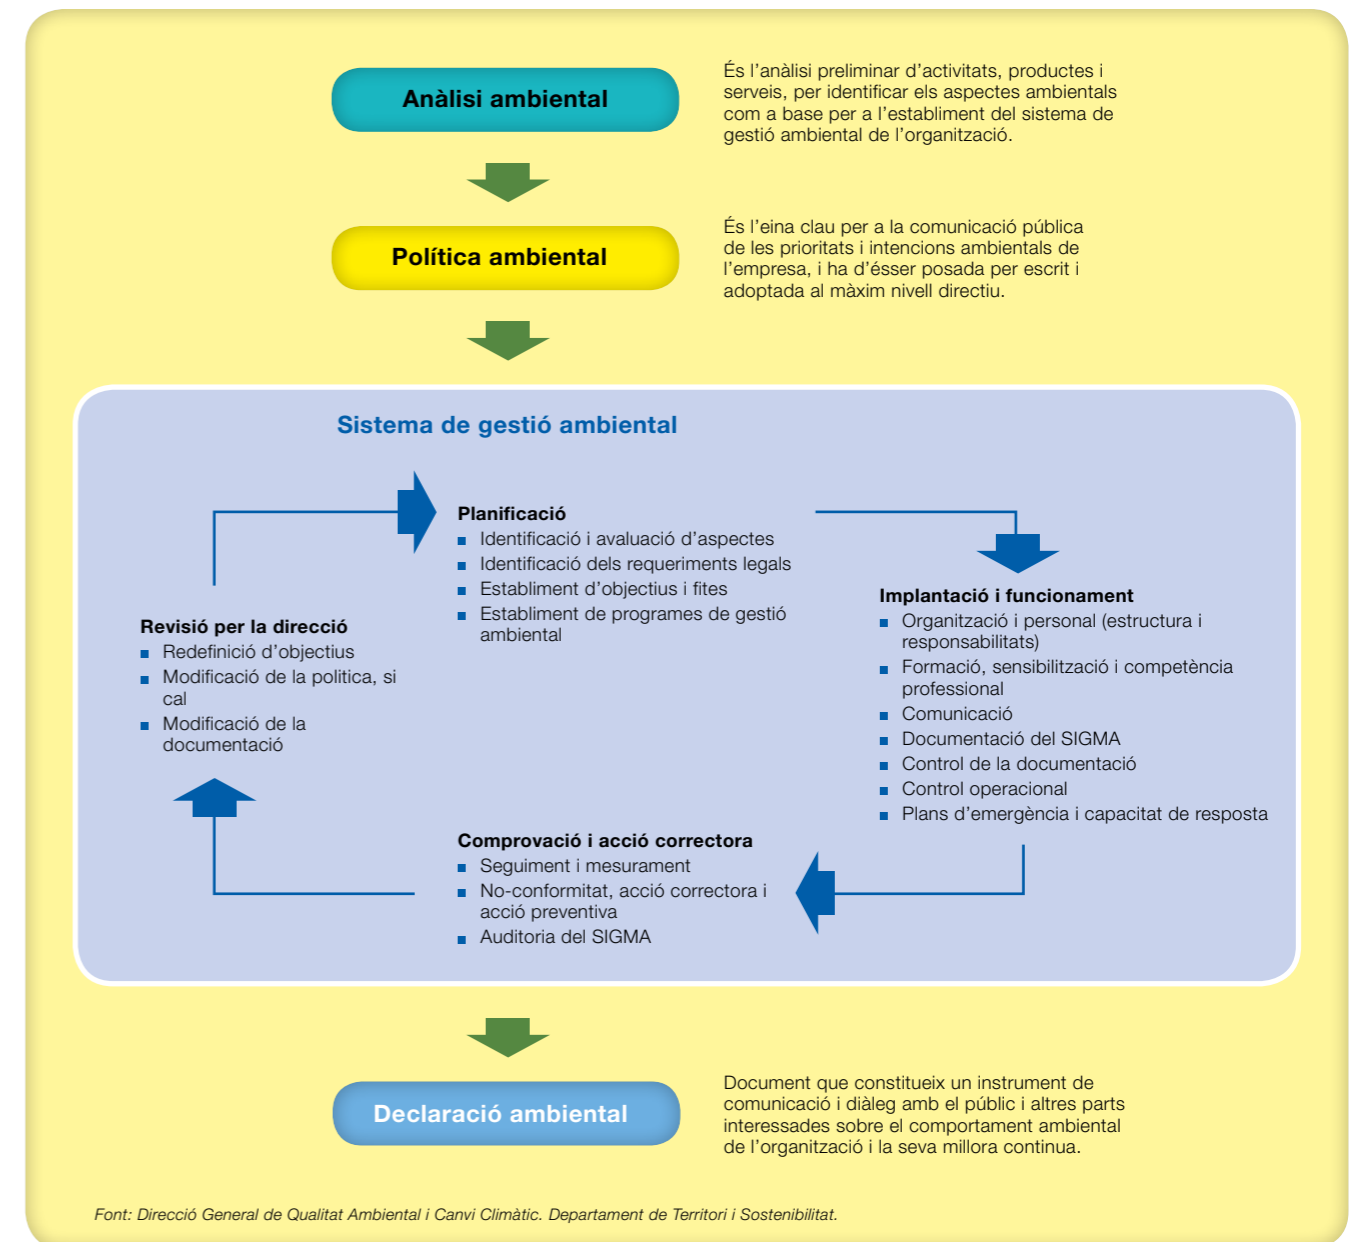 Anàlisi ambiental
És l'anàlisi preliminar d'activitats, productes i
serveis, per identificar els aspectes ambientals
com a base per a l'establiment del sistema de
gestió ambiental de l'organització.
Política ambiental
És l'eina clau per a la comunicació pública
de les prioritats i intencions ambientals de
l'empresa, i ha d'ésser posada per escrit i
adoptada al màxim nivell directiu.
Sistema de gestió ambiental
Planificació
■ Identificació i avaluació d'aspectes
■ Identificació dels requeriments legals
■ Establiment d'objectius i fites
■ Establiment de programes de gestió
ambiental
Implantació i funcionament
■ Organització i personal (estructura i
responsabilitats)
■ Formació, sensibilització i competència
professional
■ Comunicació
■ Documentació del SIGMA
■ Control de la documentació
■ Control operacional
■ Plans d'emergència i capacitat de resposta
Revisió per la direcció
■ Redefinició d'objectius
■ Modificació de la politica, si
cal
■ Modificació de la
documentació
Comprovació i acció correctora
■ Seguiment i mesurament
■ No-conformitat, acció correctora i
acció preventiva
■ Auditoria del SIGMA
Declaració ambiental
Document que constitueix un instrument de
comunicació i diàleg amb el públic i altres parts
interessades sobre el comportament ambiental
de l'organització i la seva millora continua.
Font: Direcció General de Qualitat Ambiental i Canvi Climàtic. Departament de Territori i Sostenibilitat.